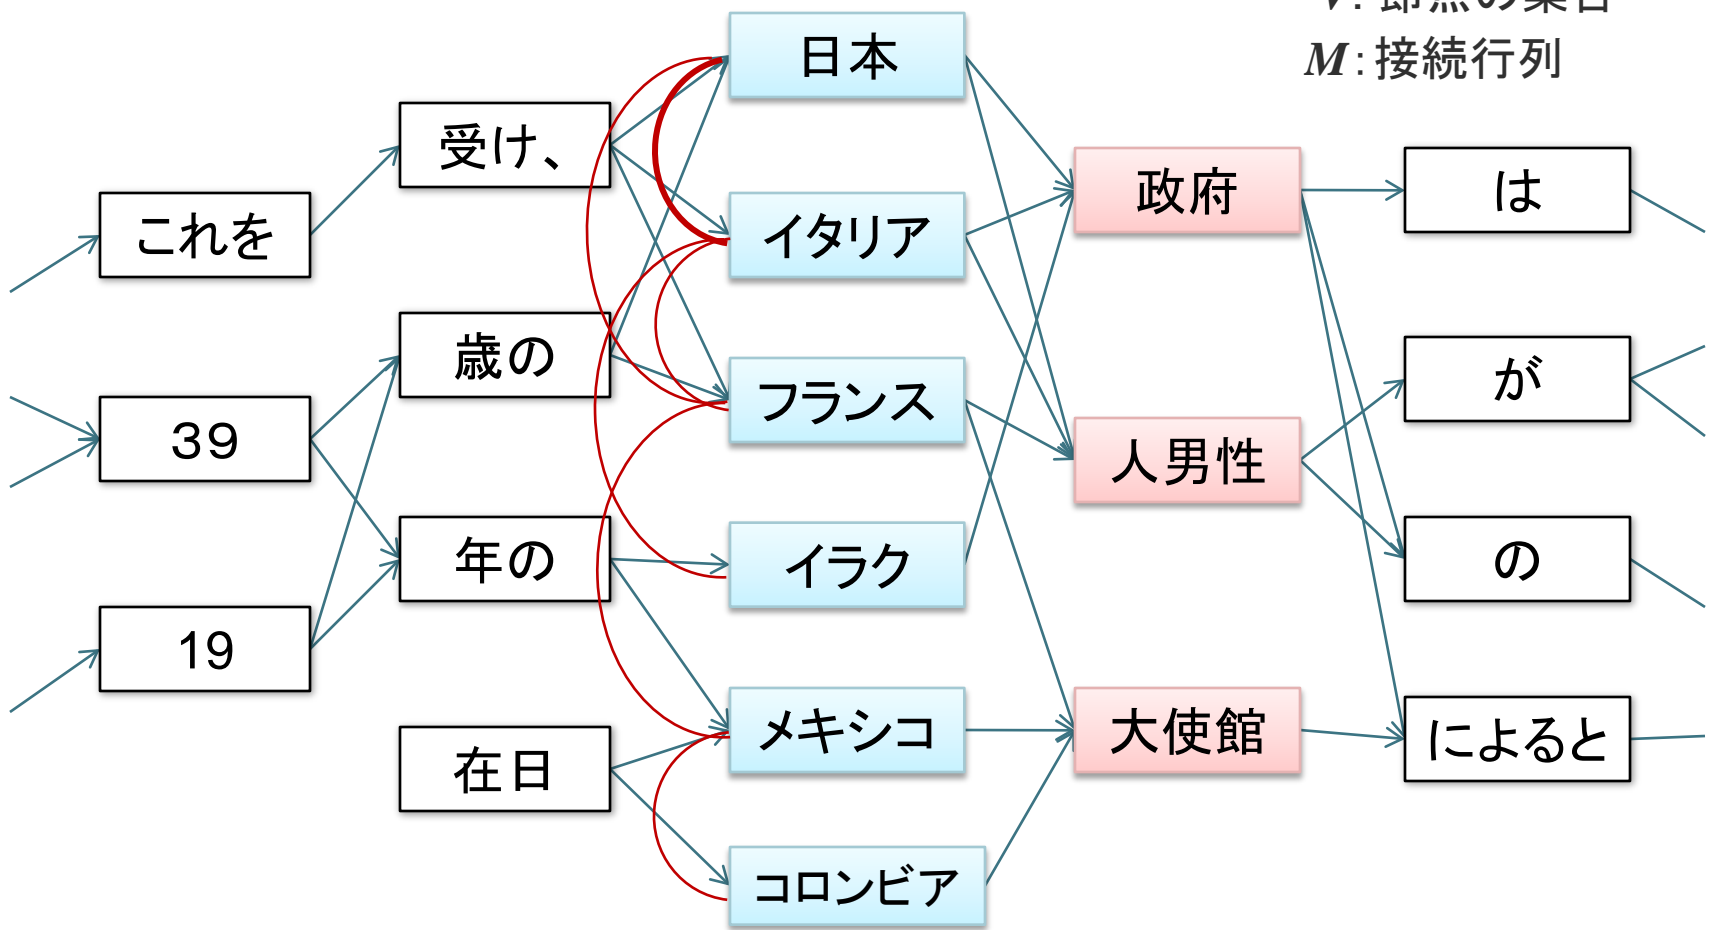 M:接続行列
これを
39
19
受け、
歳の
年の
在日
日本
イタリア
フランス
イラク
メキシコ
コロンビア
政府
人男性
大使館
は
が
の
によると